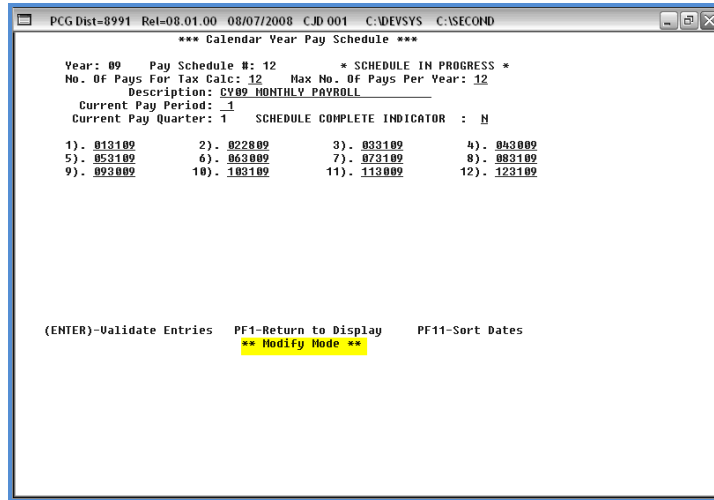 PCG Dist=8991 Rel=08.01.00 08/07/2008 CJD 001 C:\DEVSYS C:\SECOND
*** Calendar Year Pay Schedule ***
Year: 09 Pay Schedule #: 12 * SCHEDULE IN PROGRESS *
No. Of Pays For Tax Calc: 12 Max No. Of Pays Per Year: 12
Description: CY09 MONTHLY PAYROLL
Current Pay Period: 1
Current Pay Quarter: 1 SCHEDULE COMPLETE INDICATOR : N
1). 013109 2). 022809 3). 033109 4). 043009
5). 053109 6). 063009 7). 073109 8). 083109
9). 093009 10). 103109 11). 113009 12). 123109
(ENTER)-Validate Entries PF1-Return to Display PF11-Sort Dates
** Modify Mode **